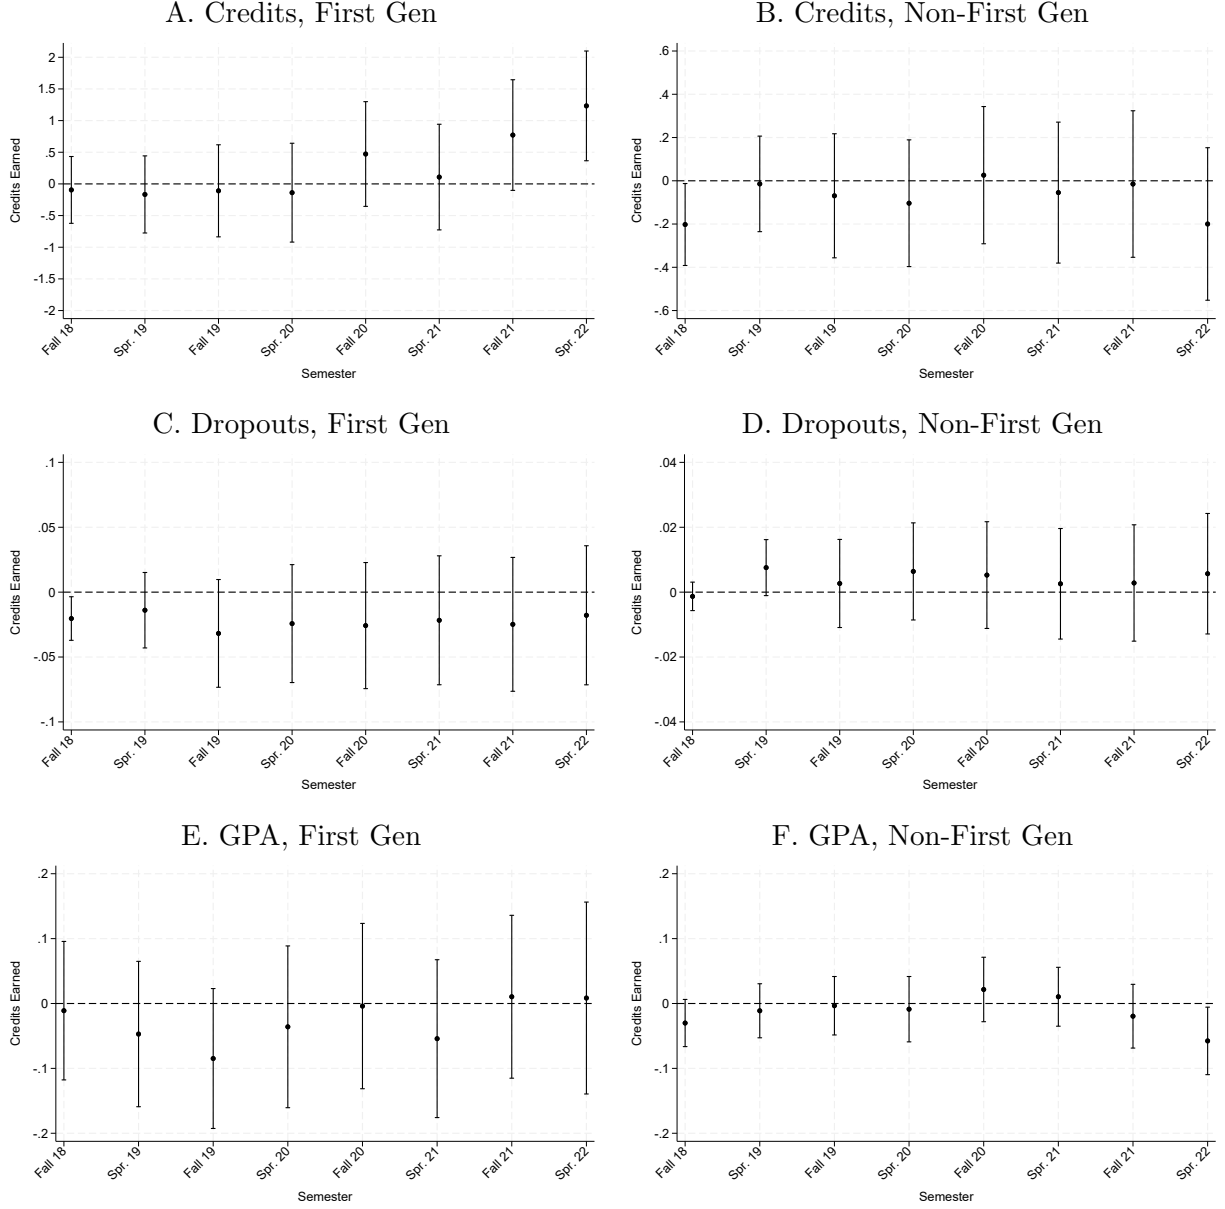 A. Credits, First Gen
Credits Earned
2
1.5
1
.5
0
-.5
-1
-1.5
-2
Fall 18
Spr. 19
Fall 19
Spr. 20
Fall 20
Spr. 21
Fall 21
Spr. 22
Semester
B. Credits, Non-First Gen
Credits Earned
.6
.4
.2
0
-.2
-.4
-.6
Fall 18
Spr. 19
Fall 19
Spr. 20
Fall 20
Spr. 21
Fall 21
Spr. 22
Semester
C. Dropouts, First Gen
Credits Earned
.1
.05
0
-.05
-.1
Fall 18
Spr. 19
Fall 19
Spr. 20
Fall 20
Spr. 21
Fall 21
Spr. 22
Semester
D. Dropouts, Non-First Gen
Credits Earned
.04
.02
0
-.02
-.04
Fall 18
Spr. 19
Fall 19
Spr. 20
Fall 20
Spr. 21
Fall 21
Spr. 22
Semester
E. GPA, First Gen
Credits Earned
.2
.1
0
-.1
-.2
Fall 18
Spr. 19
Fall 19
Spr. 20
Fall 20
Spr. 21
Fall 21
Spr. 22
Semester
F. GPA, Non-First Gen
Credits Earned
.2
.1
0
-.1
-.2
Fall 18
Spr. 19
Fall 19
Spr. 20
Fall 20
Spr. 21
Fall 21
Spr. 22
Semester